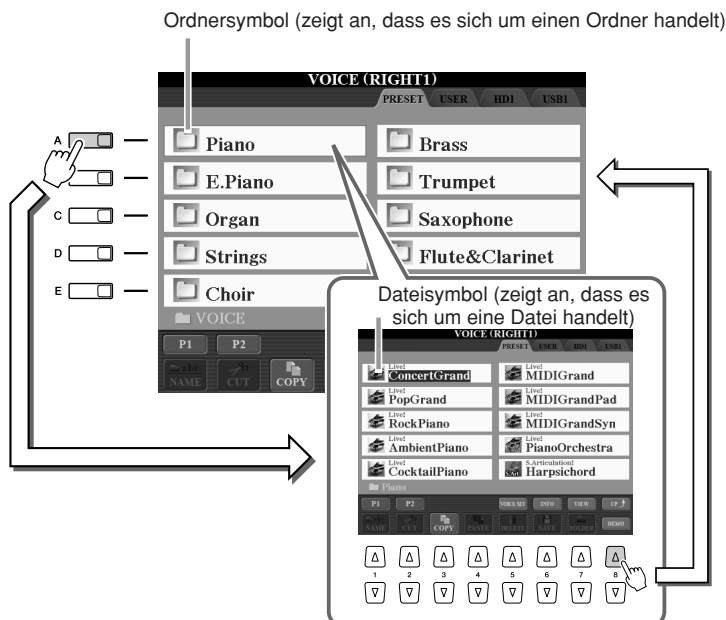 Ordnersymbol (zeigt an, dass es sich um einen Ordner handelt)
VOICE (RIGHT1)
PRESET USER HD1 USB1
A
Piano
Brass
E.Piano
Trumpet
C
Organ
Saxophone
D
Strings
Flute&Clarinet
E
Choir
VOICE
P1 P2
abc
NAME CUT COPY
Dateisymbol (zeigt an, dass es
sich um eine Datei handelt)
VOICE (RIGHT1)
PRESET USER HD1 USB1
Live!
ConcertGrand
Live!
MIDIGrand
Live!
PopGrand
Live!
MIDIGrandPad
Live!
RockPiano
Live!
MIDIGrandSyn
Live!
AmbientPiano
Live!
PianoOrchestra
Live!
CocktailPiano
S.Articulation!
Harpsichord
Piano
P1 P2 VOICE SET INFO VIEW UP
NAME CUT COPY PASTE DELETE SAVE FOLDER DEMO
1 2 3 4 5 6 7 8